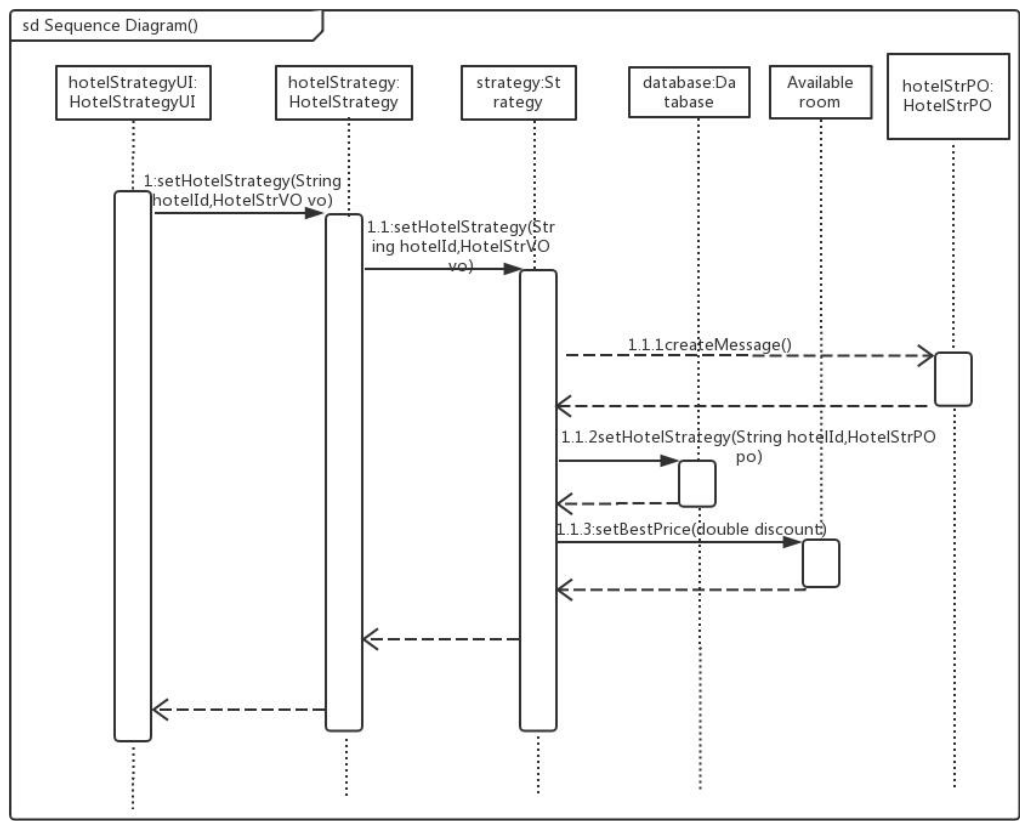 sd Sequence Diagram()
hotelStrategyUI:
HotelStrategyUI
hotelStrategy:
HotelStrategy
strategy:St
rategy
database:Da
tabase
Available
room
hotelStrPO:
HotelStrPO
1:setHotelStrategy(String
hotelId,HotelStrVO vo)
1.1:setHotelStrategy(Str
ing hotelId,HotelStrVO
vo)
1.1.1createMessage()
1.1.2setHotelStrategy(String hotelId,HotelStrPO
po)
1.1.3:setBestPrice(double discount)